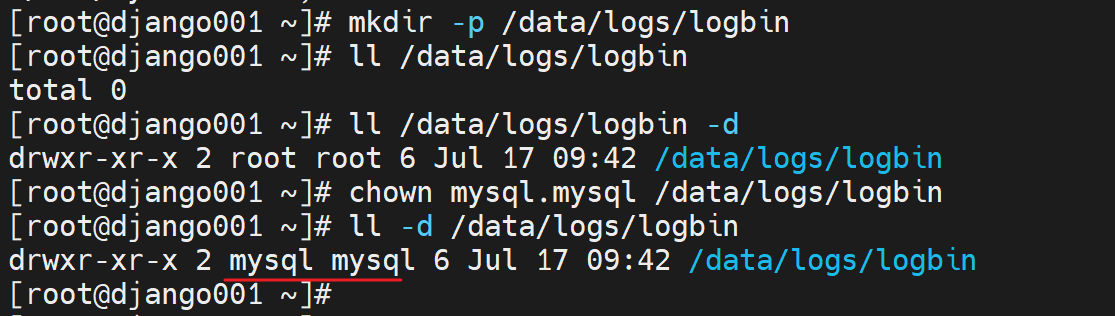 [root@django001 ~]# mkdir -p /data/logs/logbin
[root@django001 ~]# ll /data/logs/logbin
total 0
[root@django001 ~]# ll /data/logs/logbin -d
drwxr-xr-x 2 root root 6 Jul 17 09:42 /data/logs/logbin
[root@django001 ~]# chown mysql.mysql /data/logs/logbin
[root@django001 ~]# ll -d /data/logs/logbin
drwxr-xr-x 2 mysql mysql 6 Jul 17 09:42 /data/logs/logbin
[root@django001 ~]#